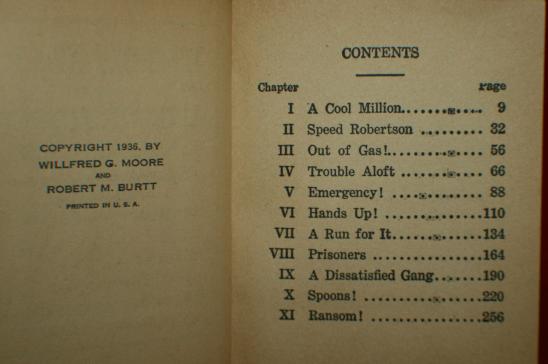 COPYRIGHT 1936, BY
WILLFRED G. MOORE
AND
ROBERT M. BURTT
PRINTED IN U. S. A.
CONTENTS
Chapter Page
I A Cool Million 9
II Speed Robertson 32
III Out of Gas! 56
IV Trouble Aloft 66
V Emergency! 88
VI Hands Up! 110
VII A Run for It 134
VIII Prisoners 164
IX A Dissatisfied Gang 190
X Spoons! 220
XI Ransom! 256